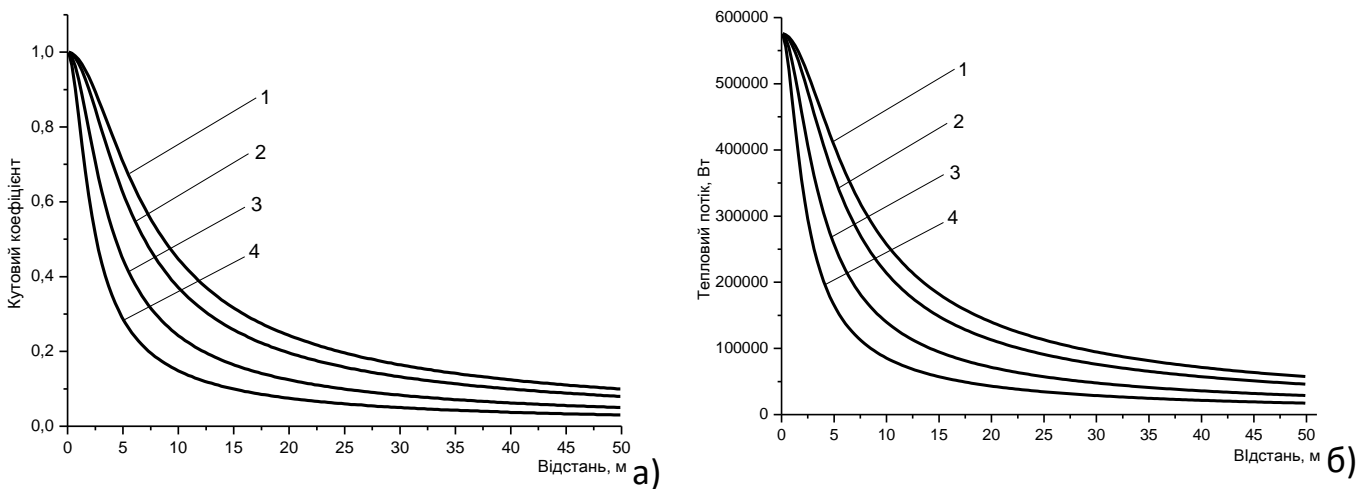 1,0
0,8
0,6
0,4
0,2
0,0
Кутовий коефіцієнт
1
2
3
4
0 5 10 15 20 25 30 35 40 45 50
Відстань, м
а)
600000
500000
400000
300000
200000
100000
0
Тепловий потік, Вт
1
2
3
4
0 5 10 15 20 25 30 35 40 45 50
ВІдстань, м
б)